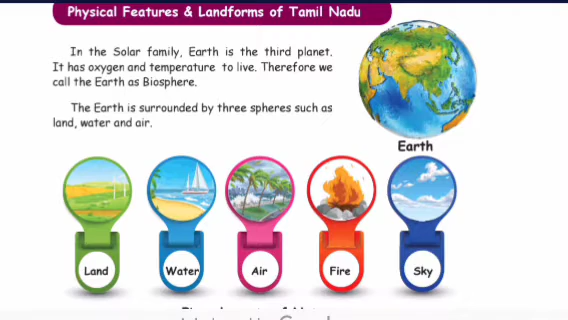 Physical Features & Landforms of Tamil Nadu
In the Solar family, Earth is the third planet.
It has oxygen and temperature to live. Therefore we
call the Earth as Biosphere.
The Earth is surrounded by three spheres such as
land, water and air.
Earth
Land
Water
Air
Fire
Sky